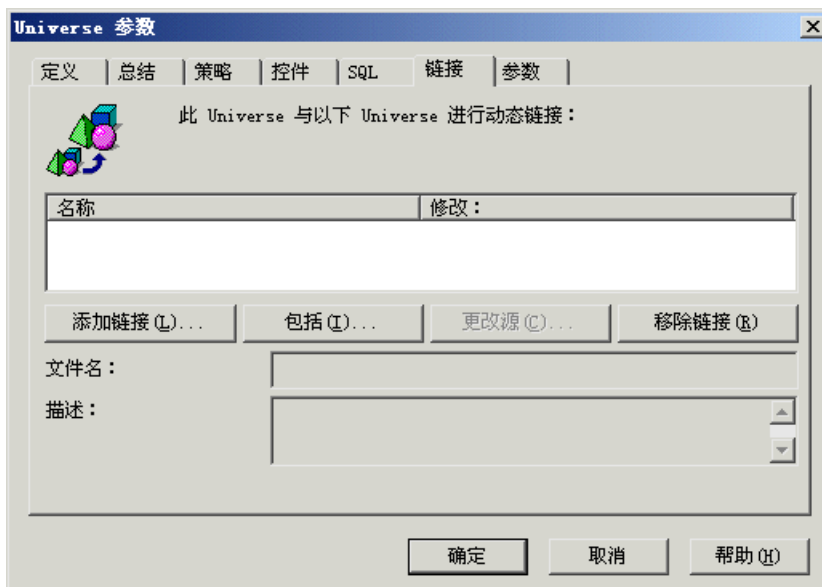 Universe 参数
定义 总结 策略 控件 SQL 链接 参数
此 Universe 与以下 Universe 进行动态链接：
名称 修改：
添加链接(L)... 包括(I)... 更改源(C)... 移除链接(R)
文件名：
描述：
确定 取消 帮助(H)